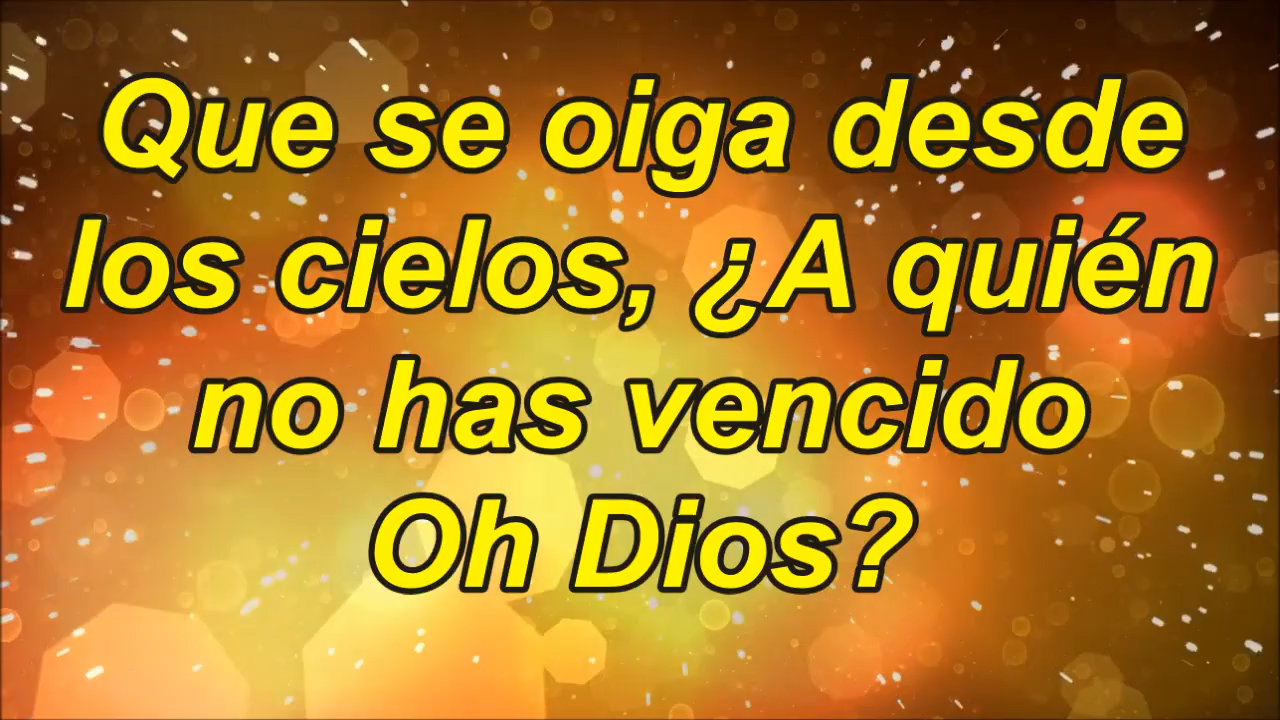 Que se oiga desde
los cielos, ¿A quién
no has vencido
Oh Dios?